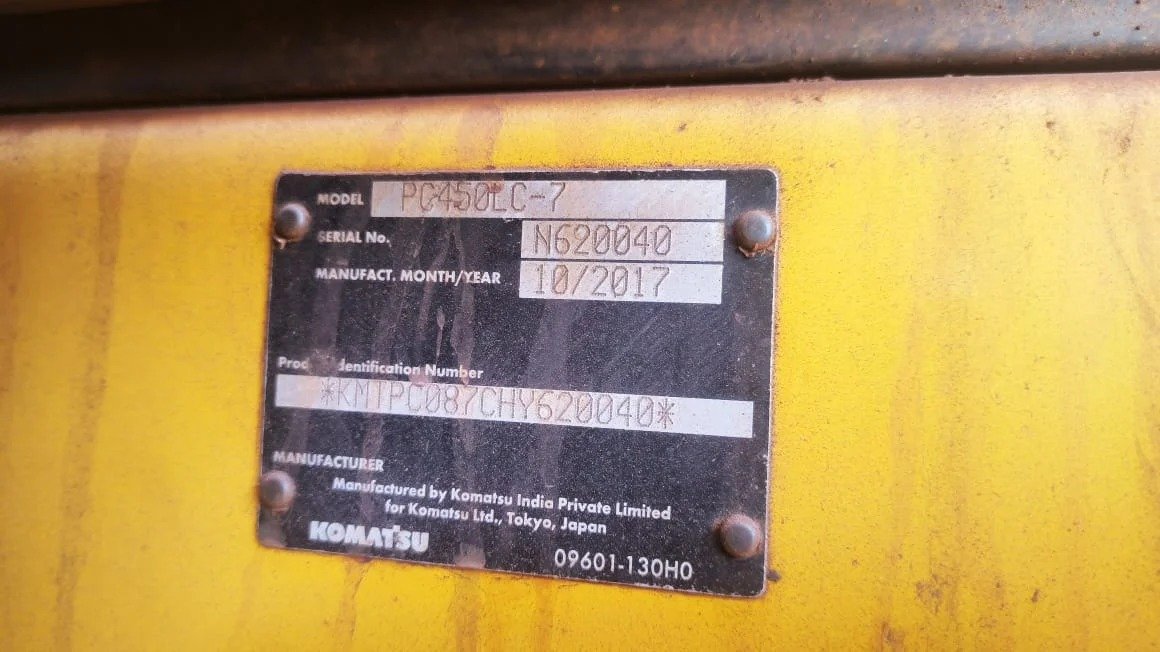 MODEL PC450LC-7
SERIAL No. N620040
MANUFACT. MONTH/YEAR 10/2017
Identification Number
*KMTPC087CHY620040*
MANUFACTURER
Manufactured by Komatsu India Private Limited
for Komatsu Ltd., Tokyo, Japan
KOMATSU
09601-130H0